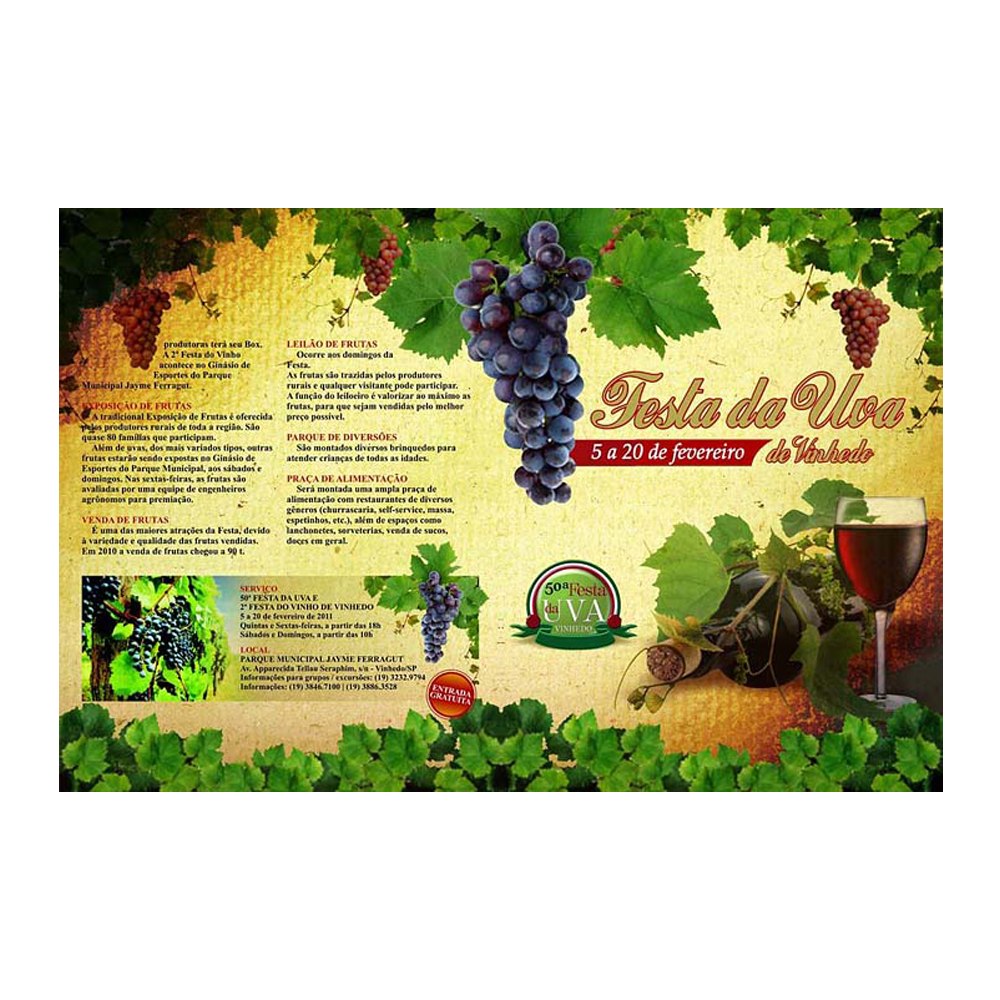 produtoras terá seu Box.
A 2ª Festa do Vinho
acontece no Ginásio de
Esportes do Parque
Municipal Jayme Ferragut.
EXPOSIÇÃO DE FRUTAS
A tradicional Exposição de Frutas é oferecida
pelos produtores rurais de toda a região. São
quase 80 famílias que participam.
Além de uvas, dos mais variados tipos, outras
frutas estarão sendo expostas no Ginásio de
Esportes do Parque Municipal, aos sábados e
domingos. Nas sextas-feiras, as frutas são
avaliadas por uma equipe de engenheiros
agrônomos para premiação.
VENDA DE FRUTAS
É uma das maiores atrações da Festa, devido
à variedade e qualidade das frutas vendidas.
Em 2010 a venda de frutas chegou a 90 t.
LEILÃO DE FRUTAS
Ocorre aos domingos da
Festa.
As frutas são trazidas pelos produtores
rurais e qualquer visitante pode participar.
A função do leiloeiro é valorizar ao máximo as
frutas, para que sejam vendidas pelo melhor
preço possível.
PARQUE DE DIVERSÕES
São montados diversos brinquedos para
atender crianças de todas as idades.
PRAÇA DE ALIMENTAÇÃO
Será montada uma ampla praça de
alimentação com restaurantes de diversos
gêneros (churrascaria, self-service, massa,
espetinhos, etc.), além de espaços como
lanchonetes, sorveterias, venda de sucos,
doces em geral.
SERVIÇO
50ª FESTA DA UVA E
2ª FESTA DO VINHO DE VINHEDO
5 a 20 de fevereiro de 2011
Quintas e Sextas-feiras, a partir das 18h
Sábados e Domingos, a partir das 10h
LOCAL
PARQUE MUNICIPAL JAYME FERRAGUT
Av. Apparecida Tellau Seraphim, s/n - Vinhedo/SP
Informações para grupos / excursões: (19) 3232.9794
Informações: (19) 3846.7100 | (19) 3886.3528
ENTRADA
GRATUITA
Festa da Uva
5 a 20 de fevereiro
de Vinhedo
50ª Festa
da
UVA
VINHEDO